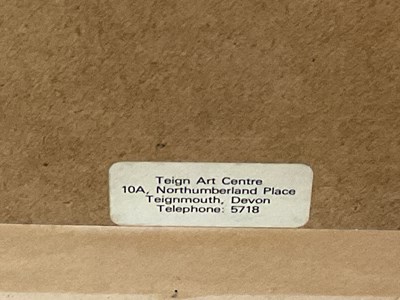 Teign Art Centre
10A, Northumberland Place
Teignmouth, Devon
Telephone: 5718